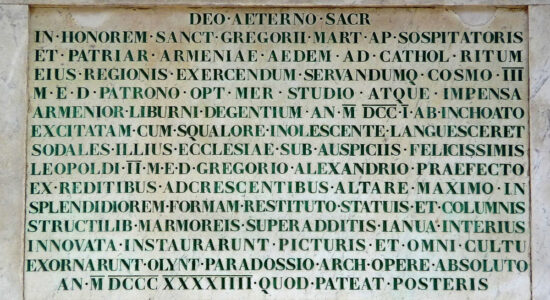 DEO·AETERNO·SACR
IN·HONOREM·SANCT·GREGORII·MART·AP·SOSPITATORIS
ET·PATRIAR·ARMENIAE·AEDEM·AD·CATHOL·RITUM
EIUS·REGIONIS·EXERCENDUM·SERVANDUMQ·COSMO·III
M·E·D·PATRONO·OPT·MER·STUDIO·ATQUE·IMPENSA
ARMENIOR·LIBURNI·DEGENTIUM·AN·M̅·D̅C̅C̅·I·AB·INCHOATO
EXCITATAM·CUM·SQUALORE·INOLESCENTE·LANGUESCERET
SODALES·ILLIUS·ECCLESIAE·SUB·AUSPICIIS·FELICISSIMIS
LEOPOLDI·I̅I̅·M·E·D·GREGORIO·ALEXANDRIO·PRAEFECTO
EX·REDITIBUS·ADCRESCENTIBUS·ALTARE·MAXIMO·IN
SPLENDIDIOREM·FORMAM·RESTITUTO·STATUIS·ET·COLUMNIS
STRUCTILIB·MARMOREIS·SUPERADDITIS·IANUA·INTERIUS
INNOVATA·INSTAURARUNT·PICTURIS·ET·OMNI·CULTU
EXORNARUNT·OLYNT·PARADOSSIO·ARCH·OPERE·ABSOLUTO
AN·M̅D̅C̅C̅C̅·X̅X̅X̅X̅I̅I̅I̅I̅·QUOD·PATEAT·POSTERIS